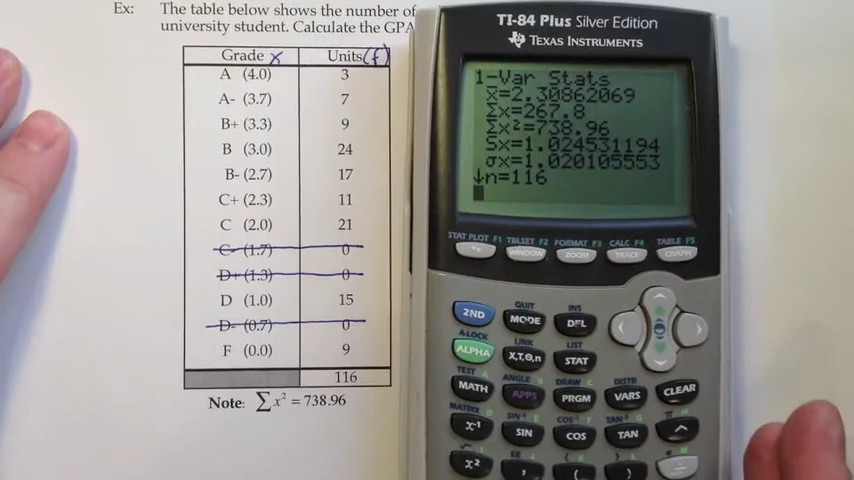 Ex: The table below shows the number of
university student. Calculate the GPA
Grade x Units (f)
A (4.0) 3
A- (3.7) 7
B+ (3.3) 9
B (3.0) 24
B- (2.7) 17
C+ (2.3) 11
C (2.0) 21
C- (1.7) 0
D+ (1.3) 0
D (1.0) 15
D- (0.7) 0
F (0.0) 9
116
Note: ∑x² = 738.96
TI-84 Plus Silver Edition
TEXAS INSTRUMENTS
1-Var Stats
x̄=2.30862069
Σx=267.8
Σx²=738.96
Sx=1.024531194
σx=1.020105553
↓n=116
STAT PLOT F1 TBLSET F2 FORMAT F3 CALC F4 TABLE F5
Y= WINDOW ZOOM TRACE GRAPH
QUIT INS
2ND MODE DEL
A-LOCK LINK LIST
ALPHA X,T,θ,n STAT
TEST A ANGLE B DRAW C DISTR
MATH APPS PRGM VARS CLEAR
MATRIX D SIN⁻¹ E COS⁻¹ F TAN⁻¹ G π H
x⁻¹ SIN COS TAN ^
x² , ( ) ÷